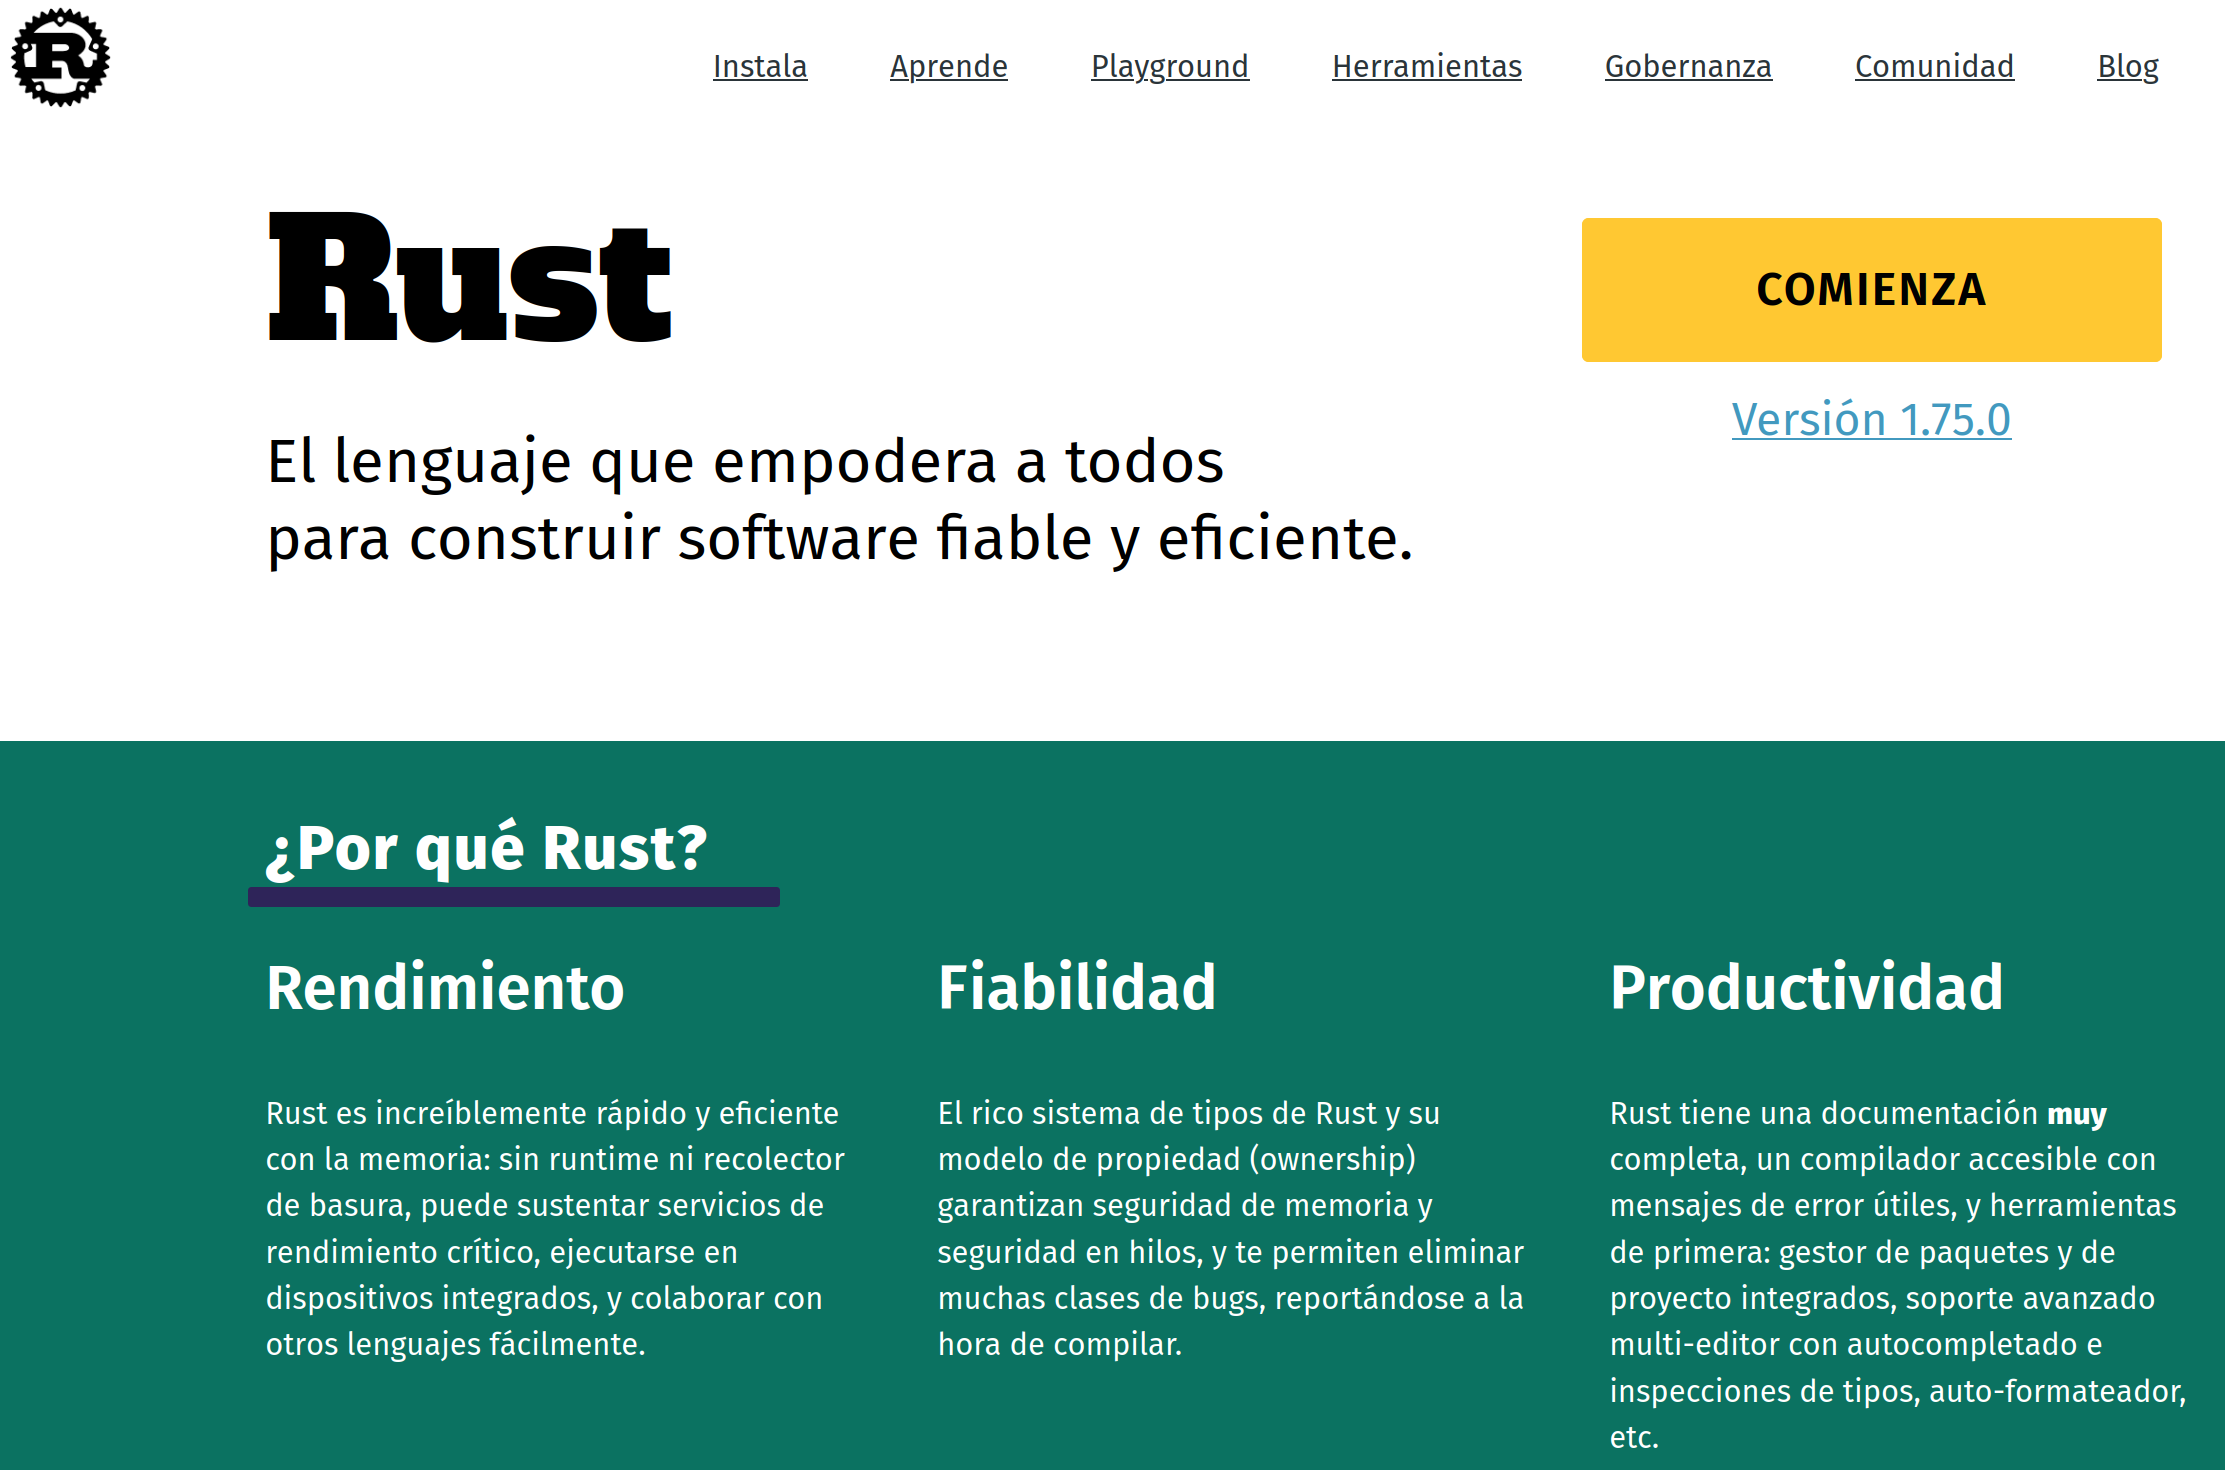 R
Instala Aprende Playground Herramientas Gobernanza Comunidad Blog
Rust
COMIENZA
Versión 1.75.0
El lenguaje que empodera a todos
para construir software fiable y eficiente.
¿Por qué Rust?
Rendimiento
Rust es increíblemente rápido y eficiente
con la memoria: sin runtime ni recolector
de basura, puede sustentar servicios de
rendimiento crítico, ejecutarse en
dispositivos integrados, y colaborar con
otros lenguajes fácilmente.
Fiabilidad
El rico sistema de tipos de Rust y su
modelo de propiedad (ownership)
garantizan seguridad de memoria y
seguridad en hilos, y te permiten eliminar
muchas clases de bugs, reportándose a la
hora de compilar.
Productividad
Rust tiene una documentación muy
completa, un compilador accesible con
mensajes de error útiles, y herramientas
de primera: gestor de paquetes y de
proyecto integrados, soporte avanzado
multi-editor con autocompletado e
inspecciones de tipos, auto-formateador,
etc.